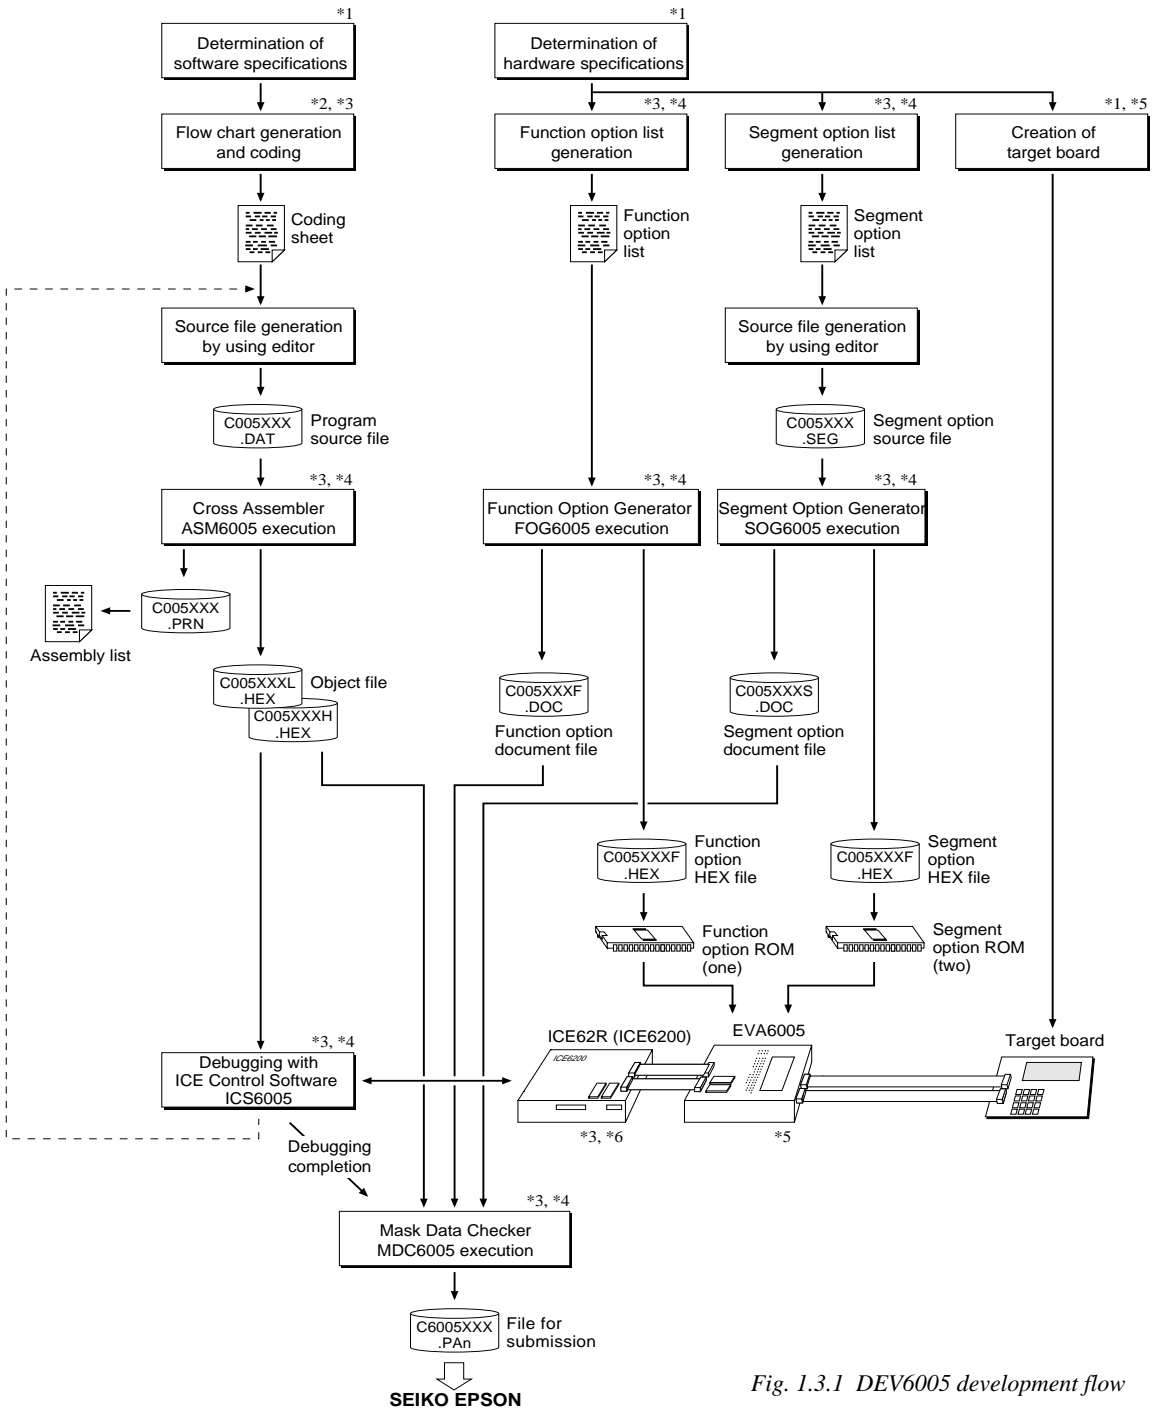 *1
Determination of
software specifications
*1
Determination of
hardware specifications
*2, *3
Flow chart generation
and coding
*3, *4
Function option list
generation
*3, *4
Segment option list
generation
*1, *5
Creation of
target board
Coding
sheet
Function
option
list
Segment
option
list
Source file generation
by using editor
Source file generation
by using editor
C005XXX
.DAT
Program
source file
C005XXX
.SEG
Segment option
source file
*3, *4
Cross Assembler
ASM6005 execution
*3, *4
Function Option Generator
FOG6005 execution
*3, *4
Segment Option Generator
SOG6005 execution
C005XXX
.PRN
Assembly list
C005XXXL
.HEX
Object file
C005XXXH
.HEX
C005XXXF
.DOC
Function option
document file
C005XXXS
.DOC
Segment option
document file
C005XXXF
.HEX
Function
option
HEX file
C005XXXF
.HEX
Segment
option
HEX file
Function
option ROM
(one)
Segment
option ROM
(two)
ICE62R (ICE6200)
ICE6200
*3, *6
EVA6005
*5
Target board
*3, *4
Debugging with
ICE Control Software
ICS6005
Debugging
completion
*3, *4
Mask Data Checker
MDC6005 execution
C6005XXX
.PAn
File for
submission
SEIKO EPSON
Fig. 1.3.1 DEV6005 development flow